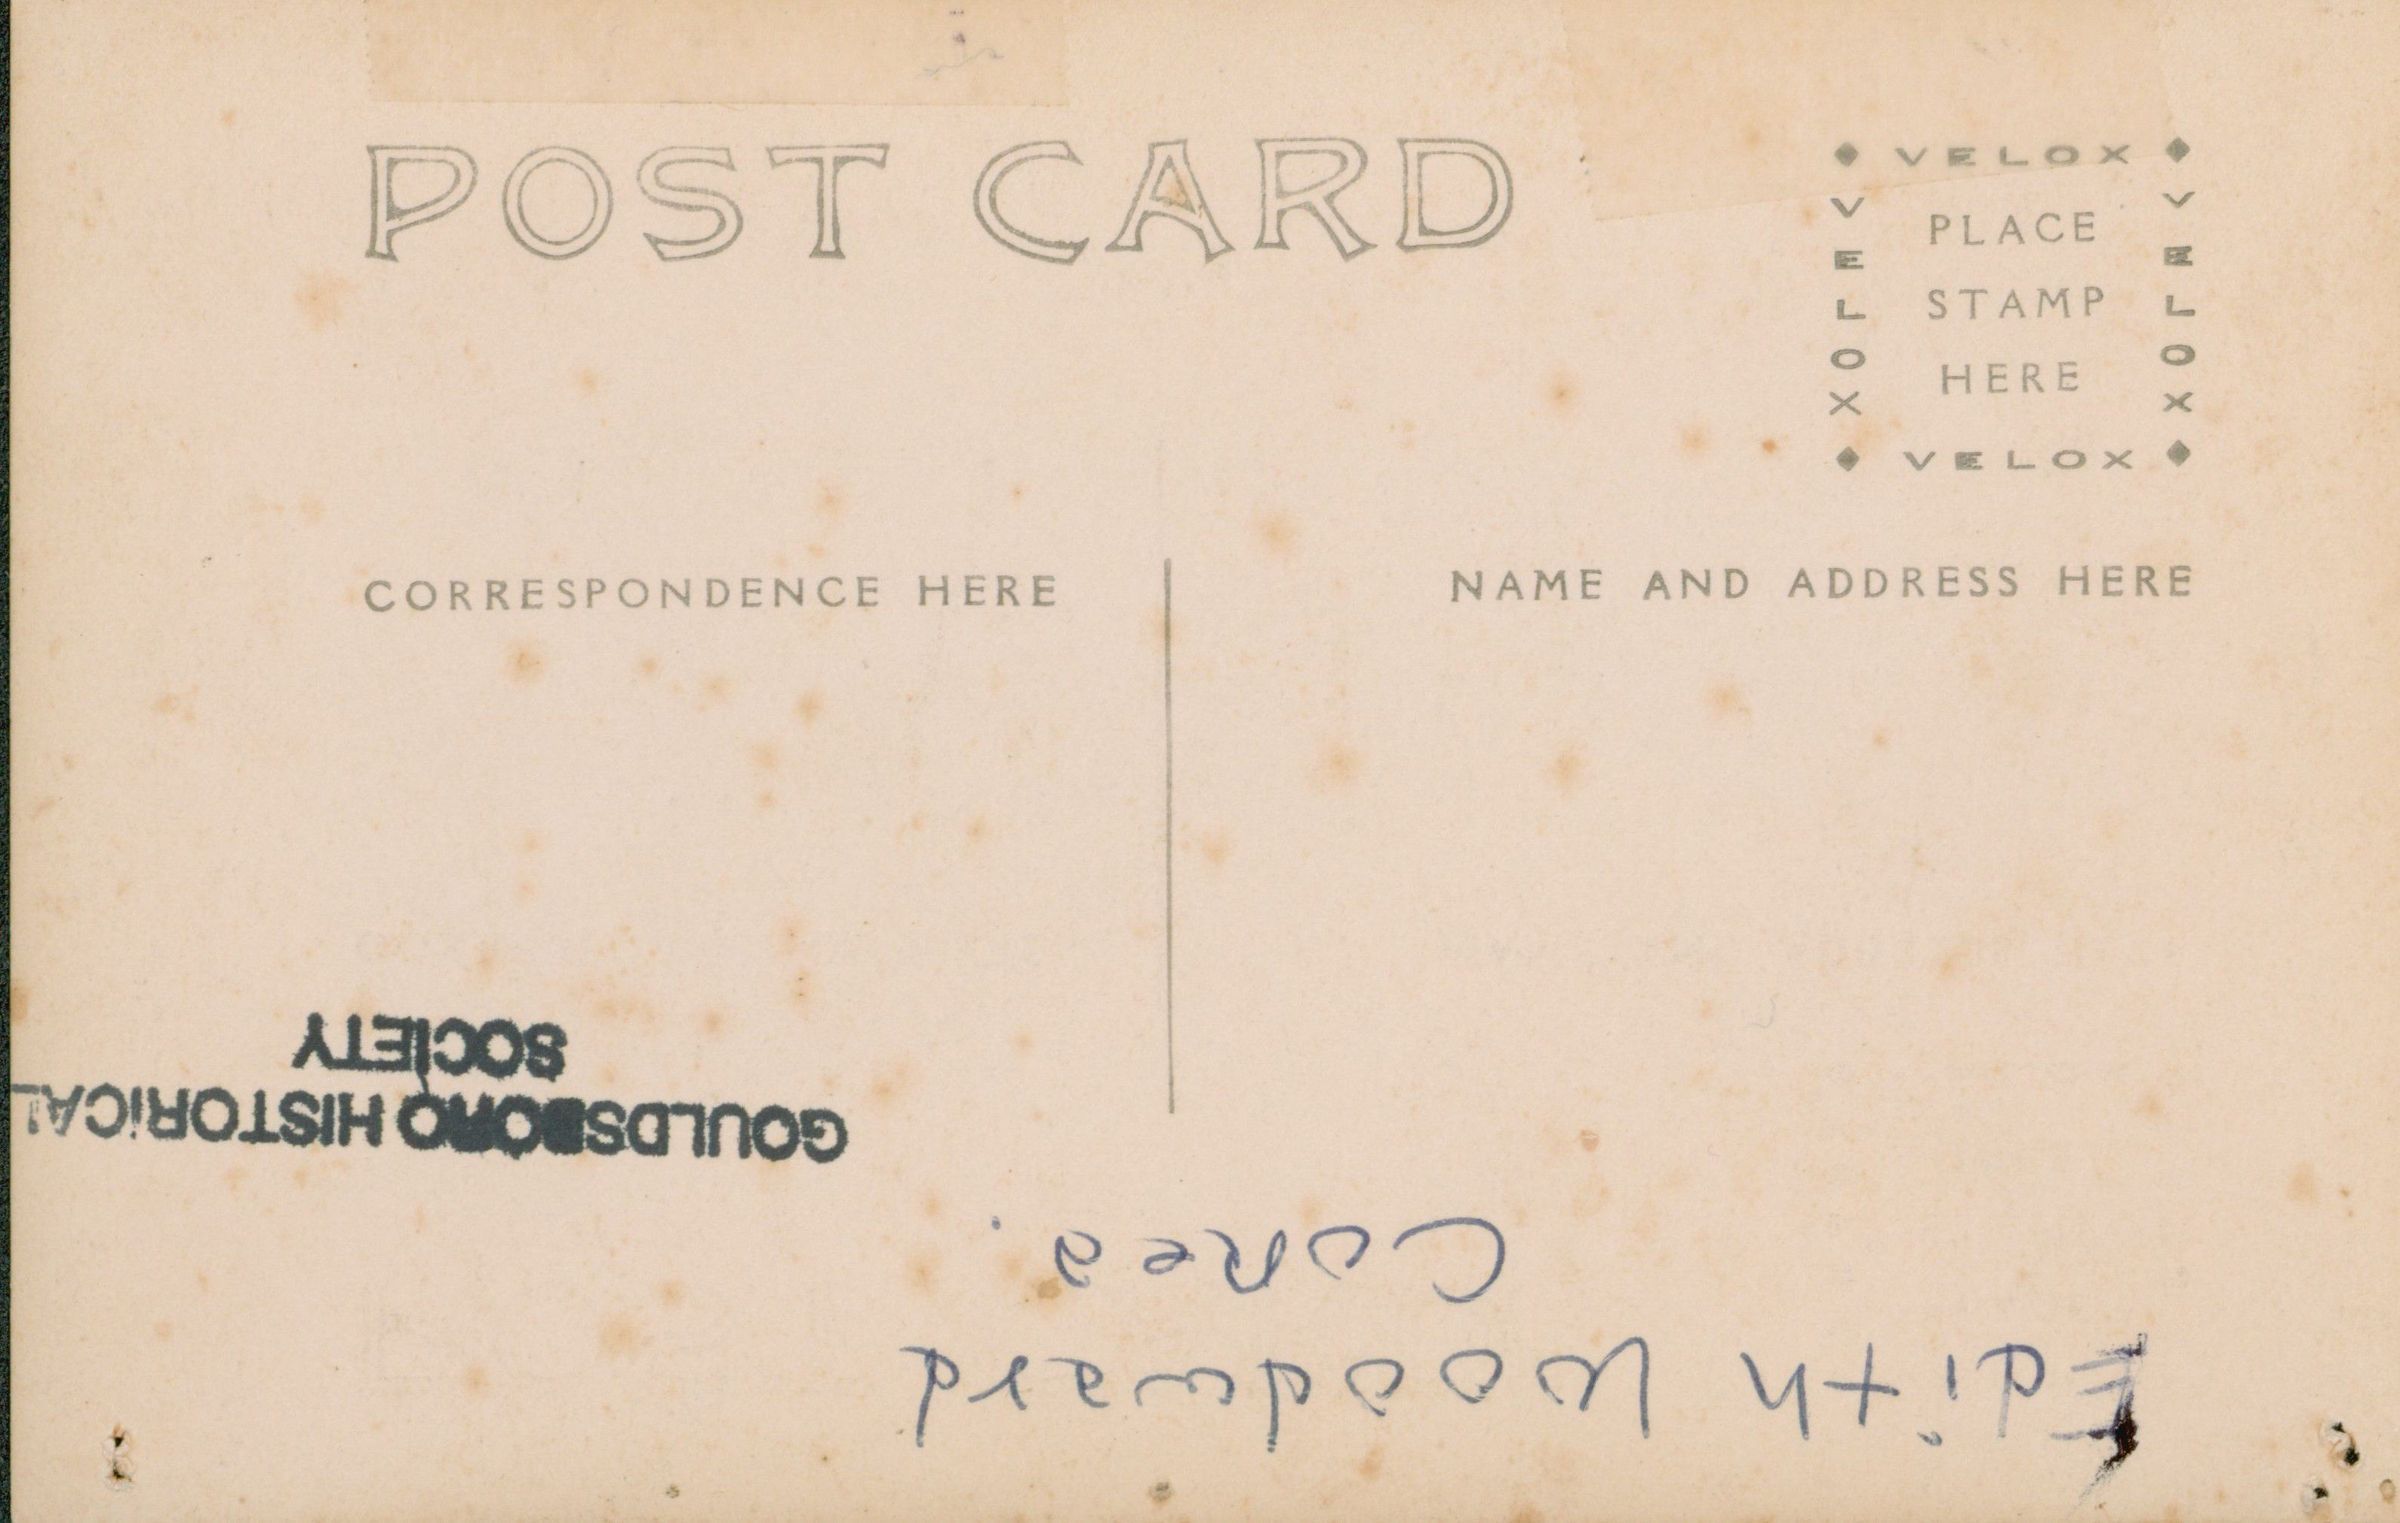 POST CARD
VELOX
VELOX
PLACE
STAMP
HERE
VELOX
VELOX
CORRESPONDENCE HERE
NAME AND ADDRESS HERE
GOULDSBORO HISTORICAL
SOCIETY
Edith Woodward
Corea.